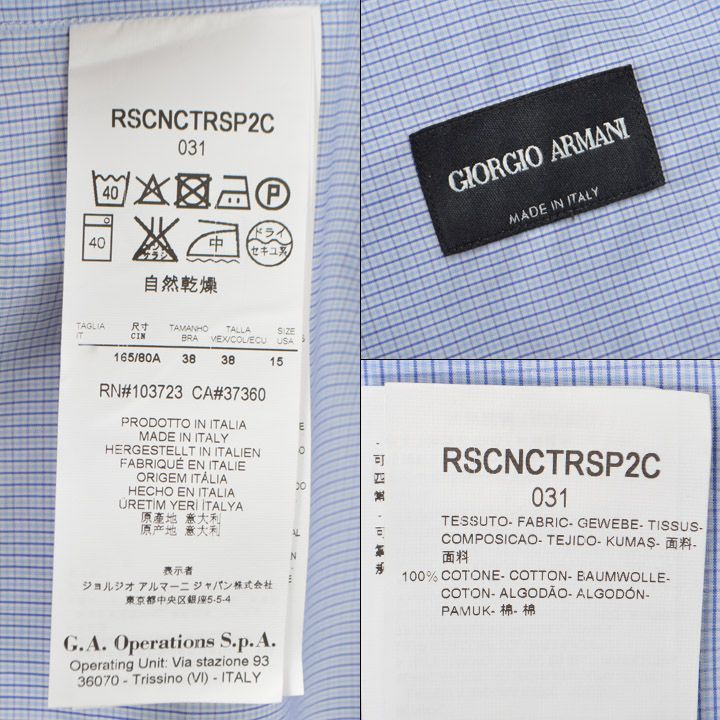 RSCNCTRSP2C
031
40
P
40
エンソ
サラシ
中
ドライ
セキユ系
自然乾燥
TAGLIA 尺寸 TAMANHO TALLA SIZE
IT CIN BRA MEX/COL/ECU USA
165/80A 38 38 15
RN#103723 CA#37360
PRODOTTO IN ITALIA
MADE IN ITALY
HERGESTELLT IN ITALIEN
FABRIQUÉ EN ITALIE
ORIGEM ITÁLIA
HECHO EN ITALIA
ÜRETİM YERİ İTALYA
原產地 意大利
原产地 意大利
表示者
ジョルジオ アルマーニ ジャパン株式会社
東京都中央区銀座5-5-4
G.A. Operations S.p.A.
Operating Unit: Via stazione 93
36070 - Trissino (VI) - ITALY
GIORGIO ARMANI
MADE IN ITALY
RSCNCTRSP2C
031
TESSUTO- FABRIC- GEWEBE- TISSUS-
COMPOSICAO- TEJIDO- KUMAŞ- 面料-
面料
100% COTONE- COTTON- BAUMWOLLE-
COTON- ALGODÃO- ALGODÓN-
PAMUK- 棉- 棉